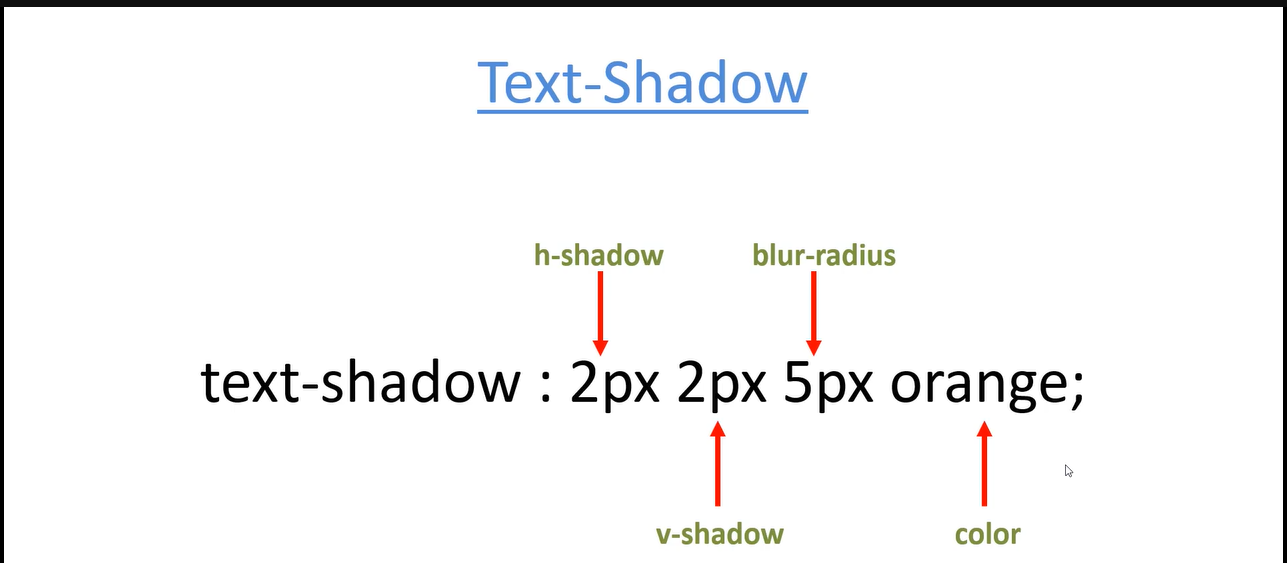 Text-Shadow
h-shadow blur-radius
text-shadow : 2px 2px 5px orange;
v-shadow color